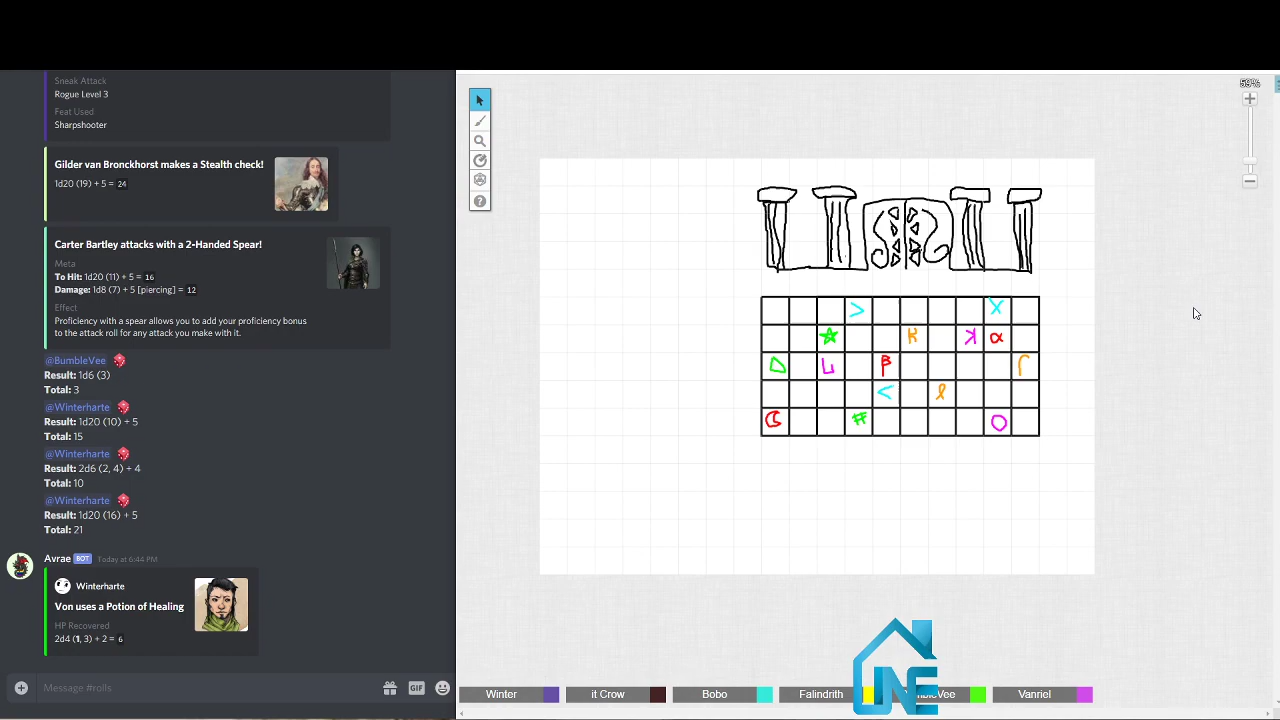 Sneak Attack
Rogue Level 3
Feat Used
Sharpshooter
Gilder van Bronckhorst makes a Stealth check!
1d20 (19) + 5 = 24
Carter Bartley attacks with a 2-Handed Spear!
Meta
To Hit: 1d20 (11) + 5 = 16
Damage: 1d8 (7) + 5 [piercing] = 12
Effect
Proficiency with a spear allows you to add your proficiency bonus
to the attack roll for any attack you make with it.
@BumbleVee
Result: 1d6 (3)
Total: 3
@Winterharte
Result: 1d20 (10) + 5
Total: 15
@Winterharte
Result: 2d6 (2, 4) + 4
Total: 10
@Winterharte
Result: 1d20 (16) + 5
Total: 21
Avrae BOT Today at 6:44 PM
Winterharte
Von uses a Potion of Healing
HP Recovered
2d4 (1, 3) + 2 = 6
Message #rolls
GIF
59%
> X
K α
β
<
#
UNE
Winter it Crow Bobo Falindrith Vee Vanriel